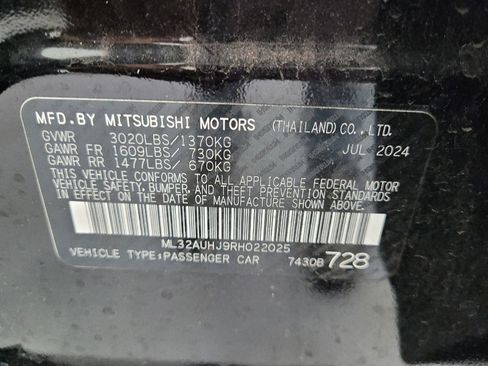 MFD.BY MITSUBISHI MOTORS (THAILAND) CO., LTD.
GVWR 3020LBS/1370KG JUL 2024
GAWR FR 1609LBS/ 730KG
GAWR RR 1477LBS/ 670KG
THIS VEHICLE CONFORMS TO ALL APPLICABLE FEDERAL MOTOR
VEHICLE SAFETY, BUMPER, AND THEFT PREVENTION STANDARDS
IN EFFECT ON THE DATE OF MANUFACTURE SHOWN ABOVE.
ML32AUHJ9RH022025
VEHICLE TYPE:PASSENGER CAR 7430B 728